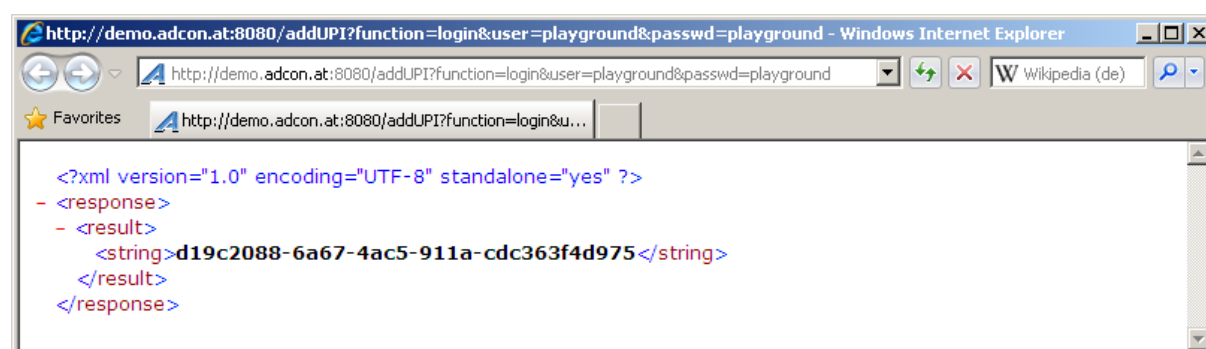 http://demo.adcon.at:8080/addUPI?function=login&user=playground&passwd=playground - Windows Internet Explorer
http://demo.adcon.at:8080/addUPI?function=login&user=playground&passwd=playground W Wikipedia (de)
Favorites http://demo.adcon.at:8080/addUPI?function=login&u...
<?xml version="1.0" encoding="UTF-8" standalone="yes" ?>
- <response>
- <result>
<string>d19c2088-6a67-4ac5-911a-cdc363f4d975</string>
</result>
</response>